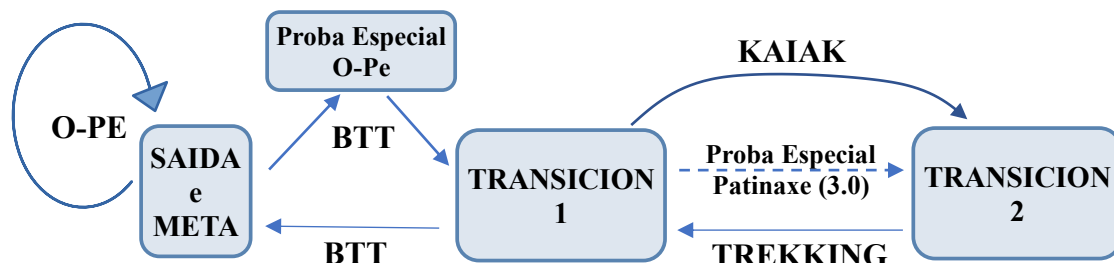 Proba Especial
O-Pe
KAIAK
O-PE
BTT
SAIDA
e
META
TRANSICION
1
Proba Especial
Patinaxe (3.0)
TRANSICION
2
BTT
TREKKING